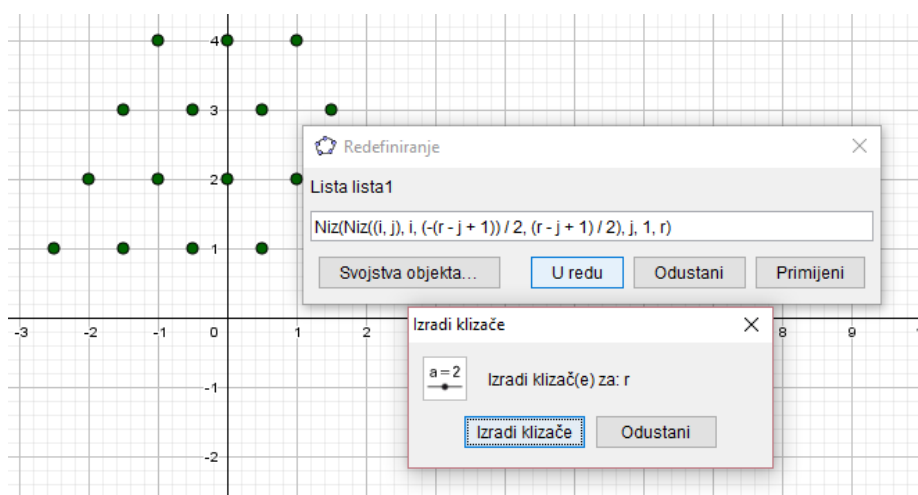 4
3
Redefiniranje
Lista lista1
2
Niz(Niz((i, j), i, (-(r - j + 1)) / 2, (r - j + 1) / 2), j, 1, r)
1
Svojstva objekta...
U redu
Odustani
Primijeni
-3 -2 -1 0 1 2 8 9
Izradi klizače
a = 2
Izradi klizač(e) za: r
-1
Izradi klizače
Odustani
-2